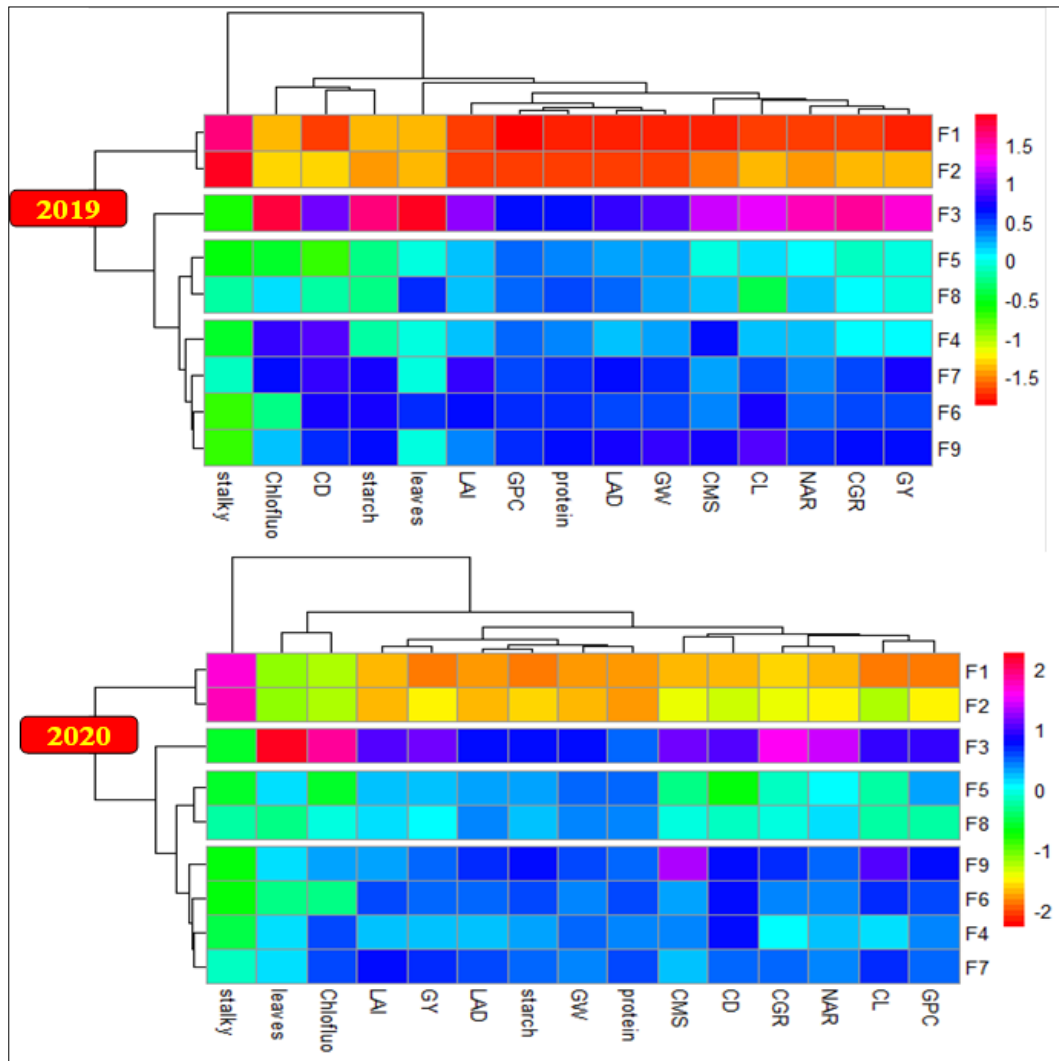 F1
F2
2019
F3
F5
F8
F4
F7
F6
F9
1.5
1
0.5
0
-0.5
-1
-1.5
stalky Chlofluo CD starch leaves LAI GPC protein LAD GW CMS CL NAR CGR GY
F1
F2
2020
F3
F5
F8
F9
F6
F4
F7
2
1
0
-1
-2
stalky leaves Chlofluo LAI GY LAD starch GW protein CMS CD CGR NAR CL GPC